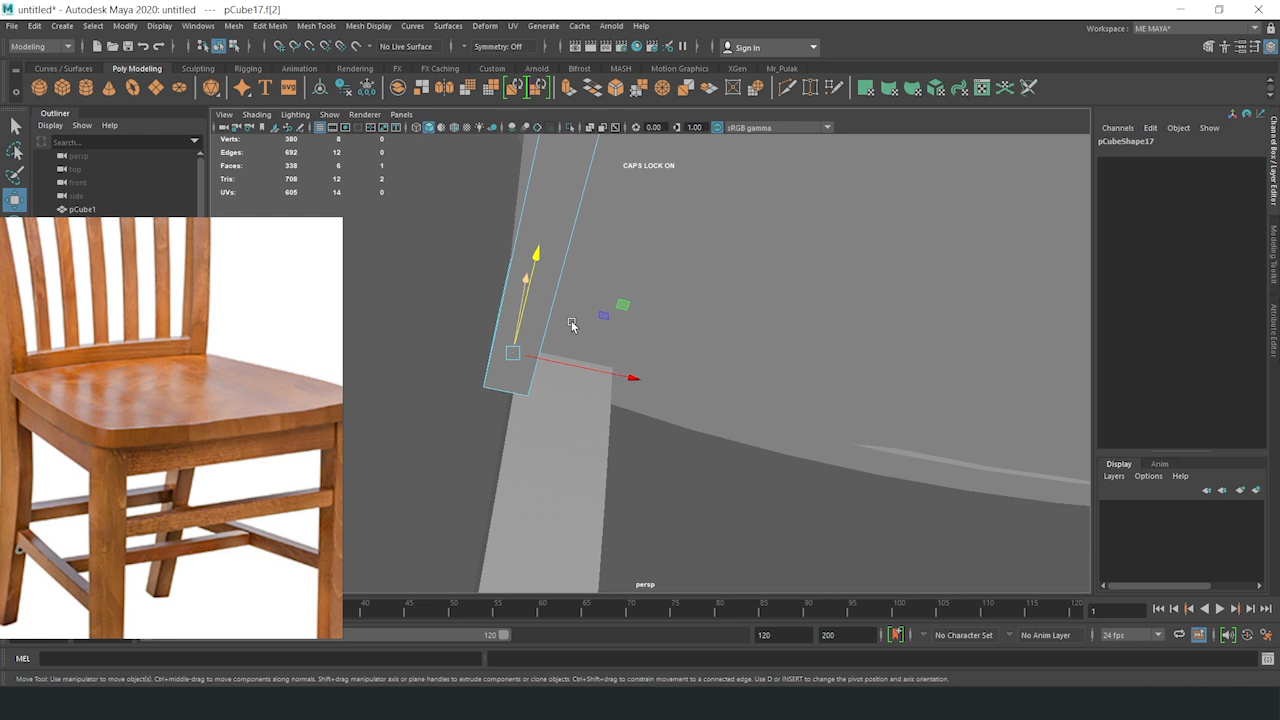 untitled* - Autodesk Maya 2020: untitled --- pCube17.f[2]
File Edit Create Select Modify Display Windows Mesh Edit Mesh Mesh Tools Mesh Display Curves Surfaces Deform UV Generate Cache Arnold Help
Workspace : ME MAYA*
Modeling No Live Surface Symmetry: Off Sign In
Curves / Surfaces Poly Modeling Sculpting Rigging Animation Rendering FX FX Caching Custom Arnold Bifrost MASH Motion Graphics XGen Mr_Pulak
Outliner
View Shading Lighting Show Renderer Panels
Display Show Help
0.00 1.00 sRGB gamma
Channels Edit Object Show
Search...
pCubeShape17
Verts: 380 8 0
Edges: 692 12 0
Faces: 338 6 1
Tris: 708 12 2
UVs: 605 14 0
CAPS LOCK ON
persp
top
front
side
pCube1
Channel Box / Layer Editor
Modeling Toolkit
Attribute Editor
Display Anim
Layers Options Help
persp
40 45 50 55 60 65 70 75 80 85 90 95 100 105 110 115 120
1
120 120 200 No Character Set No Anim Layer 24 fps
MEL
Move Tool: Use manipulator to move object(s). Ctrl+middle-drag to move components along normals. Shift+drag manipulator axis or plane handles to extrude components or clone objects. Ctrl+Shift+drag to constrain movement to a connected edge. Use D or INSERT to change the pivot position and axis orientation.